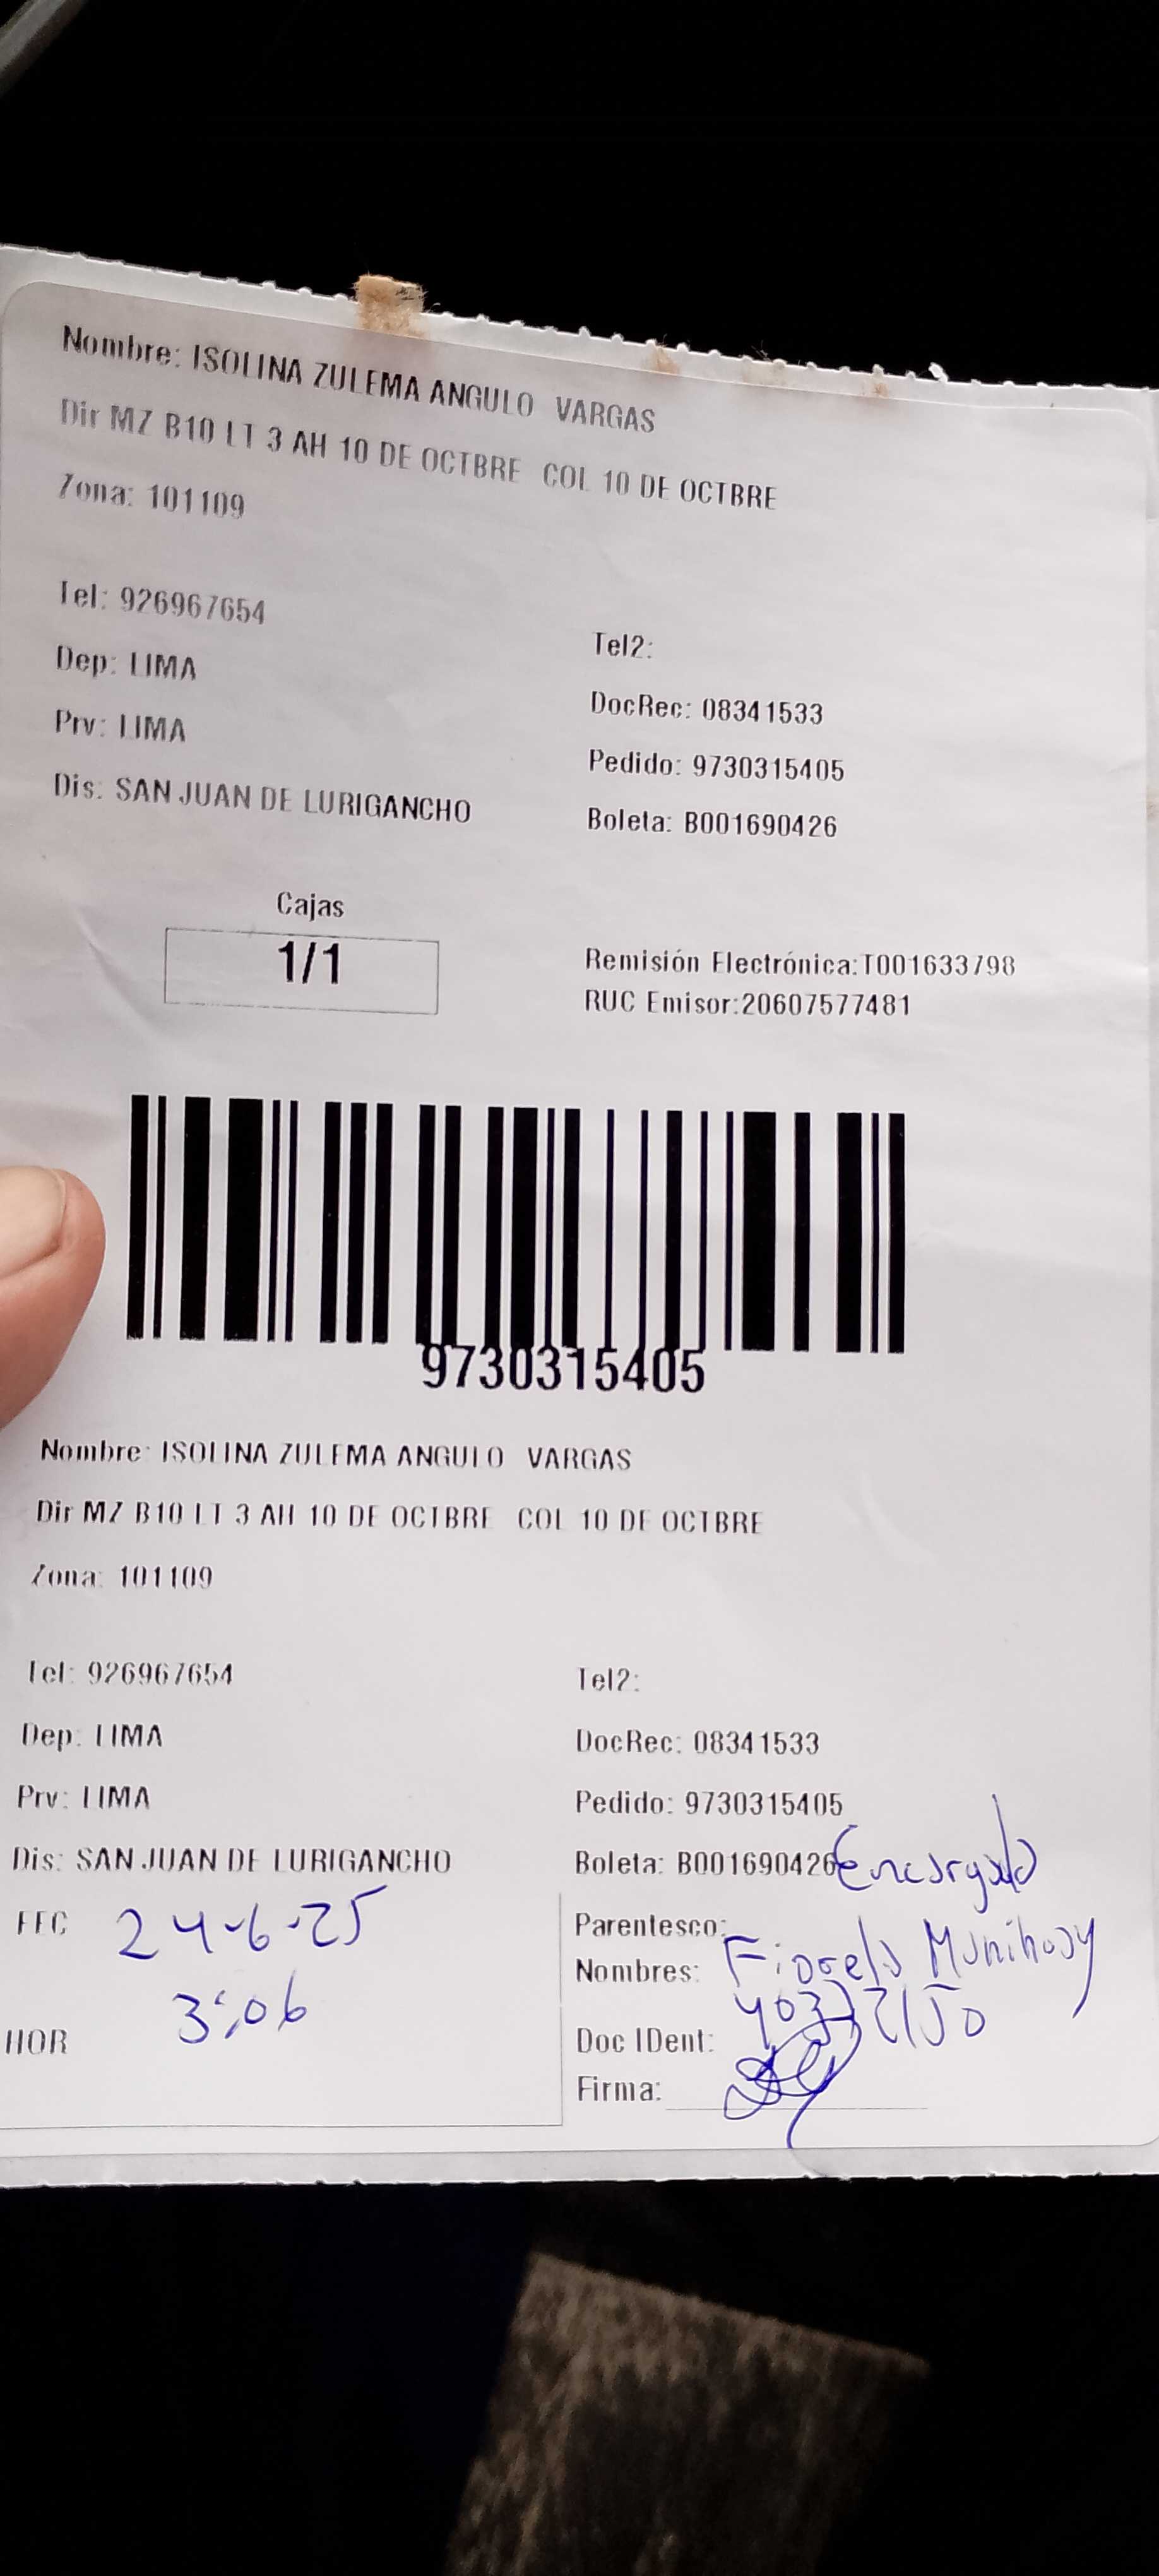 Nombre: ISOLINA ZULEMA ANGULO VARGAS
Dir MZ B10 LT 3 AH 10 DE OCTBRE COL 10 DE OCTBRE
Zona: 101109
Tel: 926967654
Tel2:
Dep: LIMA
DocRec: 08341533
Prv: LIMA
Pedido: 9730315405
Dis: SAN JUAN DE LURIGANCHO
Boleta: B001690426
Cajas
1/1
Remisión Electrónica:T001633798
RUC Emisor:20607577481
9730315405
Nombre: ISOLINA ZULEMA ANGULO VARGAS
Dir MZ B10 LT 3 AH 10 DE OCTBRE COL 10 DE OCTBRE
Zona: 101109
Tel: 926967654
Tel2:
Dep: LIMA
DocRec: 08341533
Prv: LIMA
Pedido: 9730315405
Dis: SAN JUAN DE LURIGANCHO
Boleta: B001690426
Encargado
FEC 24-6-25
Parentesco:
Nombres: Fiorela
HOR 3:06
Doc IDent:
Firma: